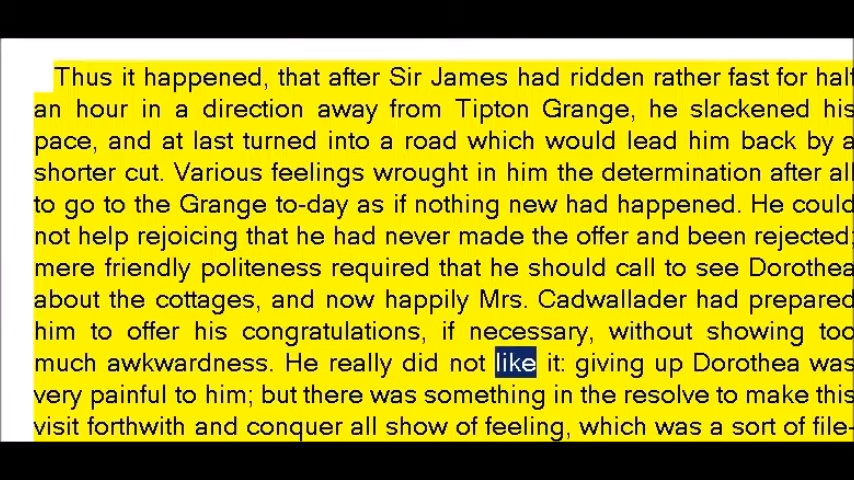 Thus it happened, that after Sir James had ridden rather fast for half
an hour in a direction away from Tipton Grange, he slackened his
pace, and at last turned into a road which would lead him back by a
shorter cut. Various feelings wrought in him the determination after all
to go to the Grange to-day as if nothing new had happened. He could
not help rejoicing that he had never made the offer and been rejected;
mere friendly politeness required that he should call to see Dorothea
about the cottages, and now happily Mrs. Cadwallader had prepared
him to offer his congratulations, if necessary, without showing too
much awkwardness. He really did not like it: giving up Dorothea was
very painful to him; but there was something in the resolve to make this
visit forthwith and conquer all show of feeling, which was a sort of file-